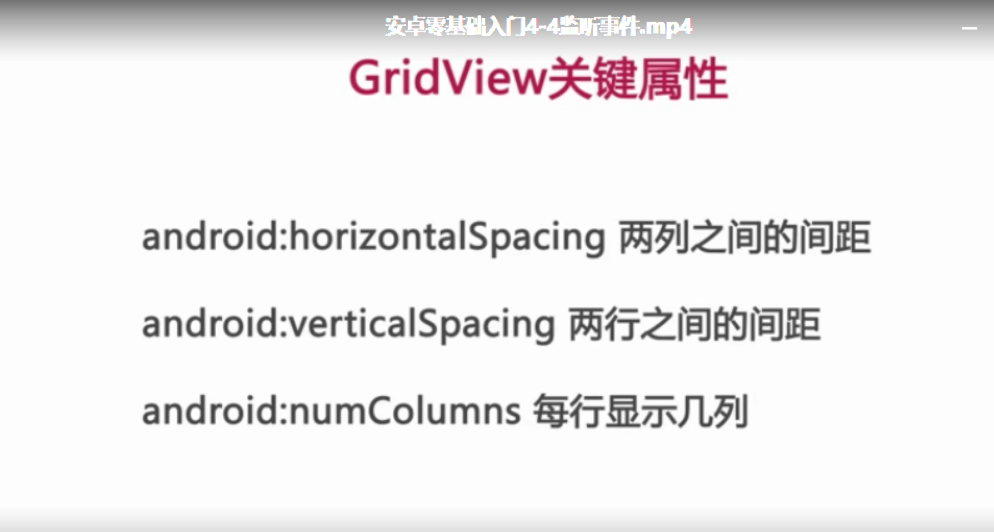 安卓零基础入门4-4监听事件.mp4
GridView关键属性
android:horizontalSpacing 两列之间的间距
android:verticalSpacing 两行之间的间距
android:numColumns 每行显示几列